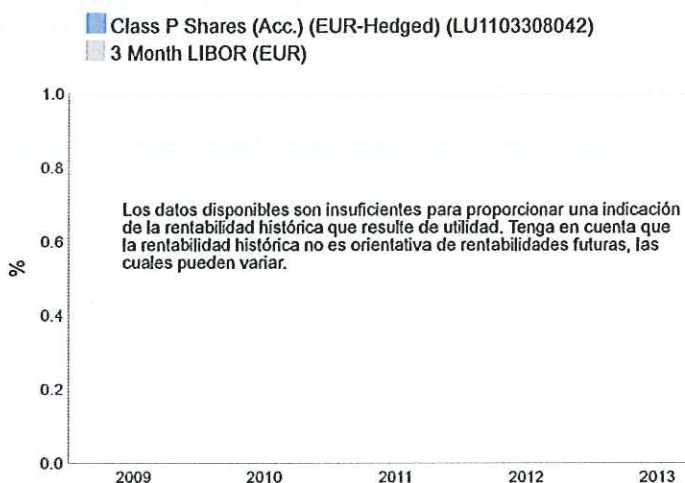 Class P Shares (Acc.) (EUR-Hedged) (LU1103308042)
3 Month LIBOR (EUR)
1.0
0.8
Los datos disponibles son insuficientes para proporcionar una indicación
de la rentabilidad histórica que resulte de utilidad. Tenga en cuenta que
la rentabilidad histórica no es orientativa de rentabilidades futuras, las
cuales pueden variar.
0.6
%
0.4
0.2
0.0
2009 2010 2011 2012 2013